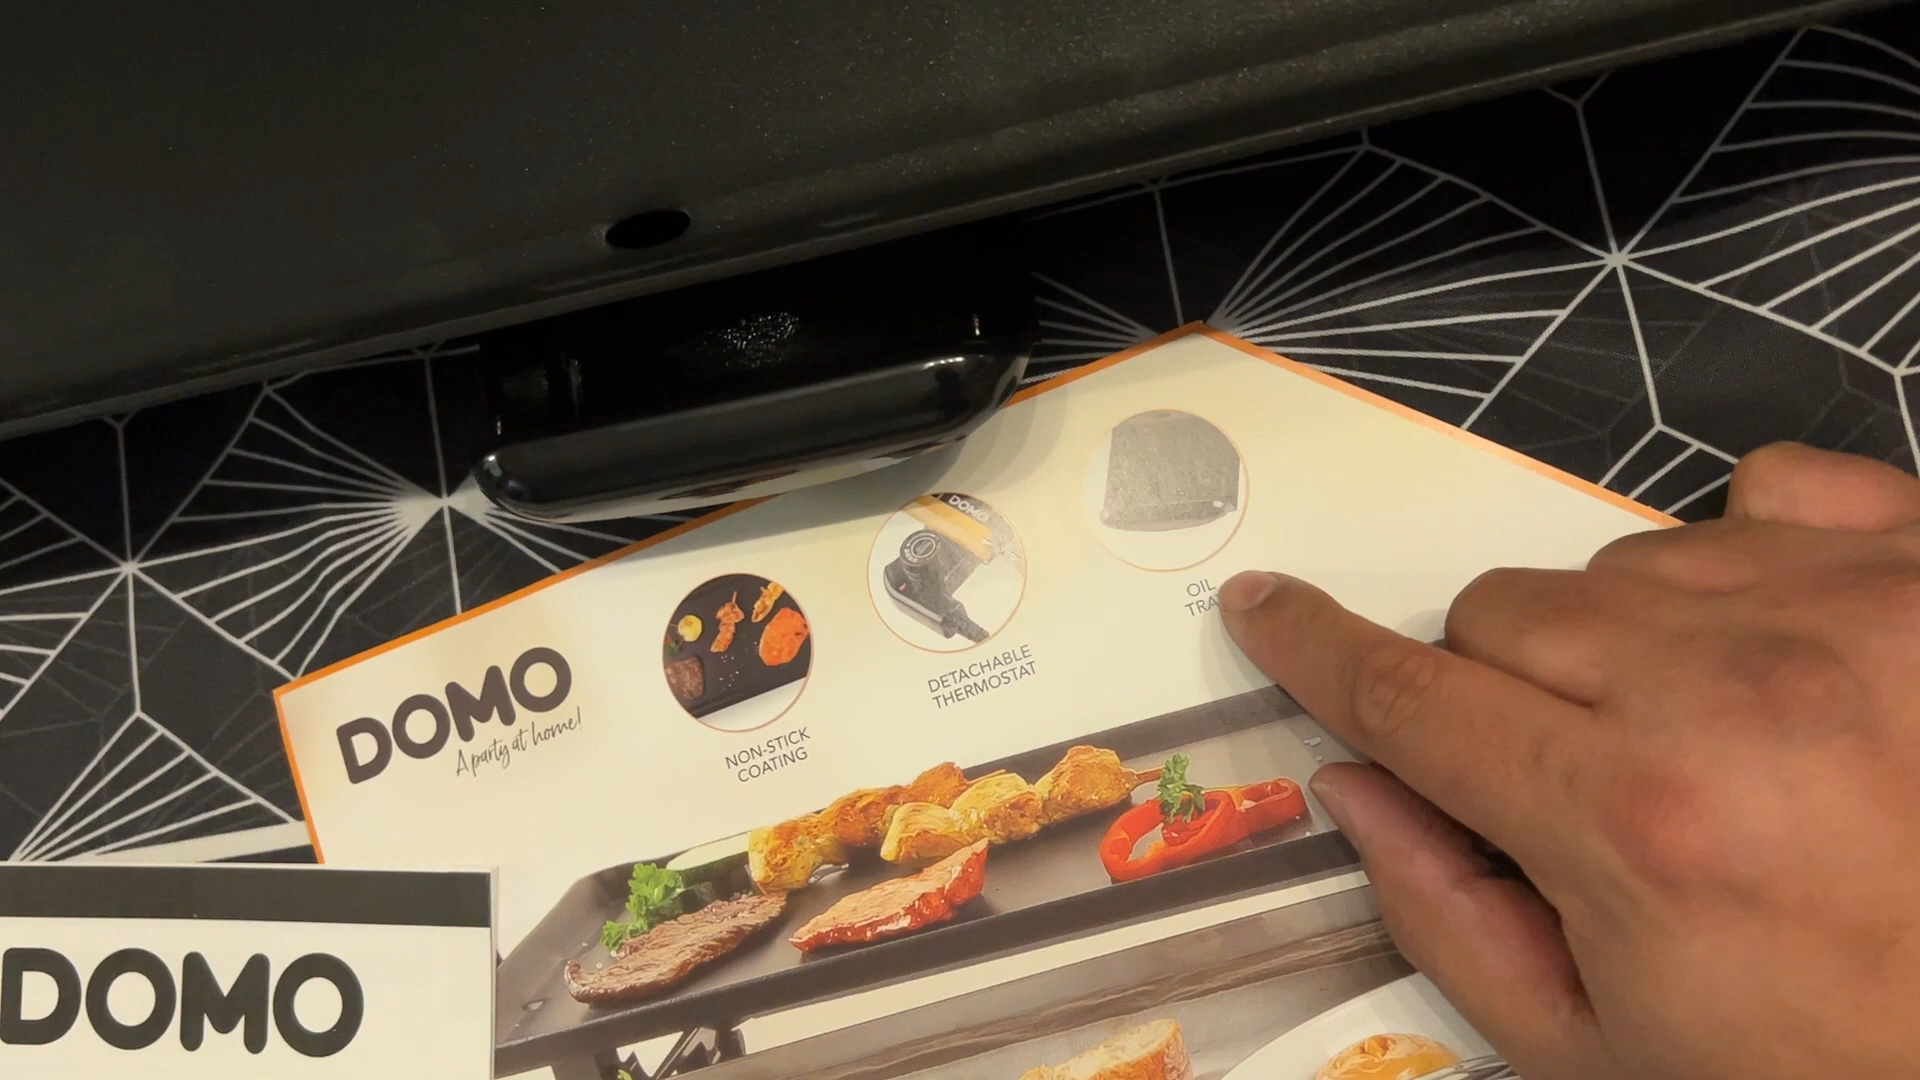 DOMO
A party at home!
NON-STICK
COATING
DOMO
DETACHABLE
THERMOSTAT
OIL
DOMO